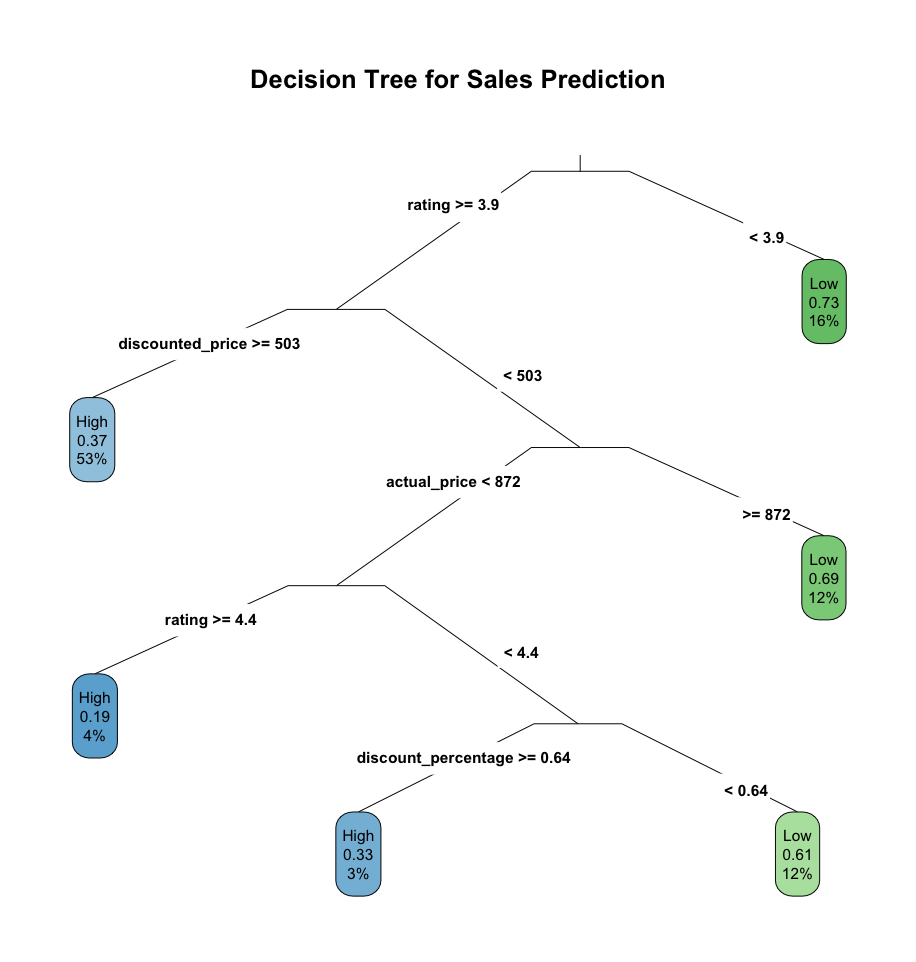 Decision Tree for Sales Prediction
rating >= 3.9
< 3.9
Low
0.73
16%
discounted_price >= 503
< 503
High
0.37
53%
actual_price < 872
>= 872
Low
0.69
12%
rating >= 4.4
< 4.4
High
0.19
4%
discount_percentage >= 0.64
< 0.64
High
0.33
3%
Low
0.61
12%